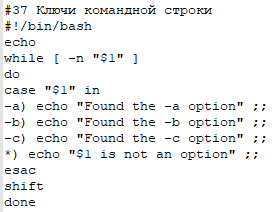 #37 Ключи командной строки
#!/bin/bash
echo
while [ -n "$1" ]
do
case "$1" in
-a) echo "Found the -a option" ;;
-b) echo "Found the -b option" ;;
-c) echo "Found the -c option" ;;
*) echo "$1 is not an option" ;;
esac
shift
done